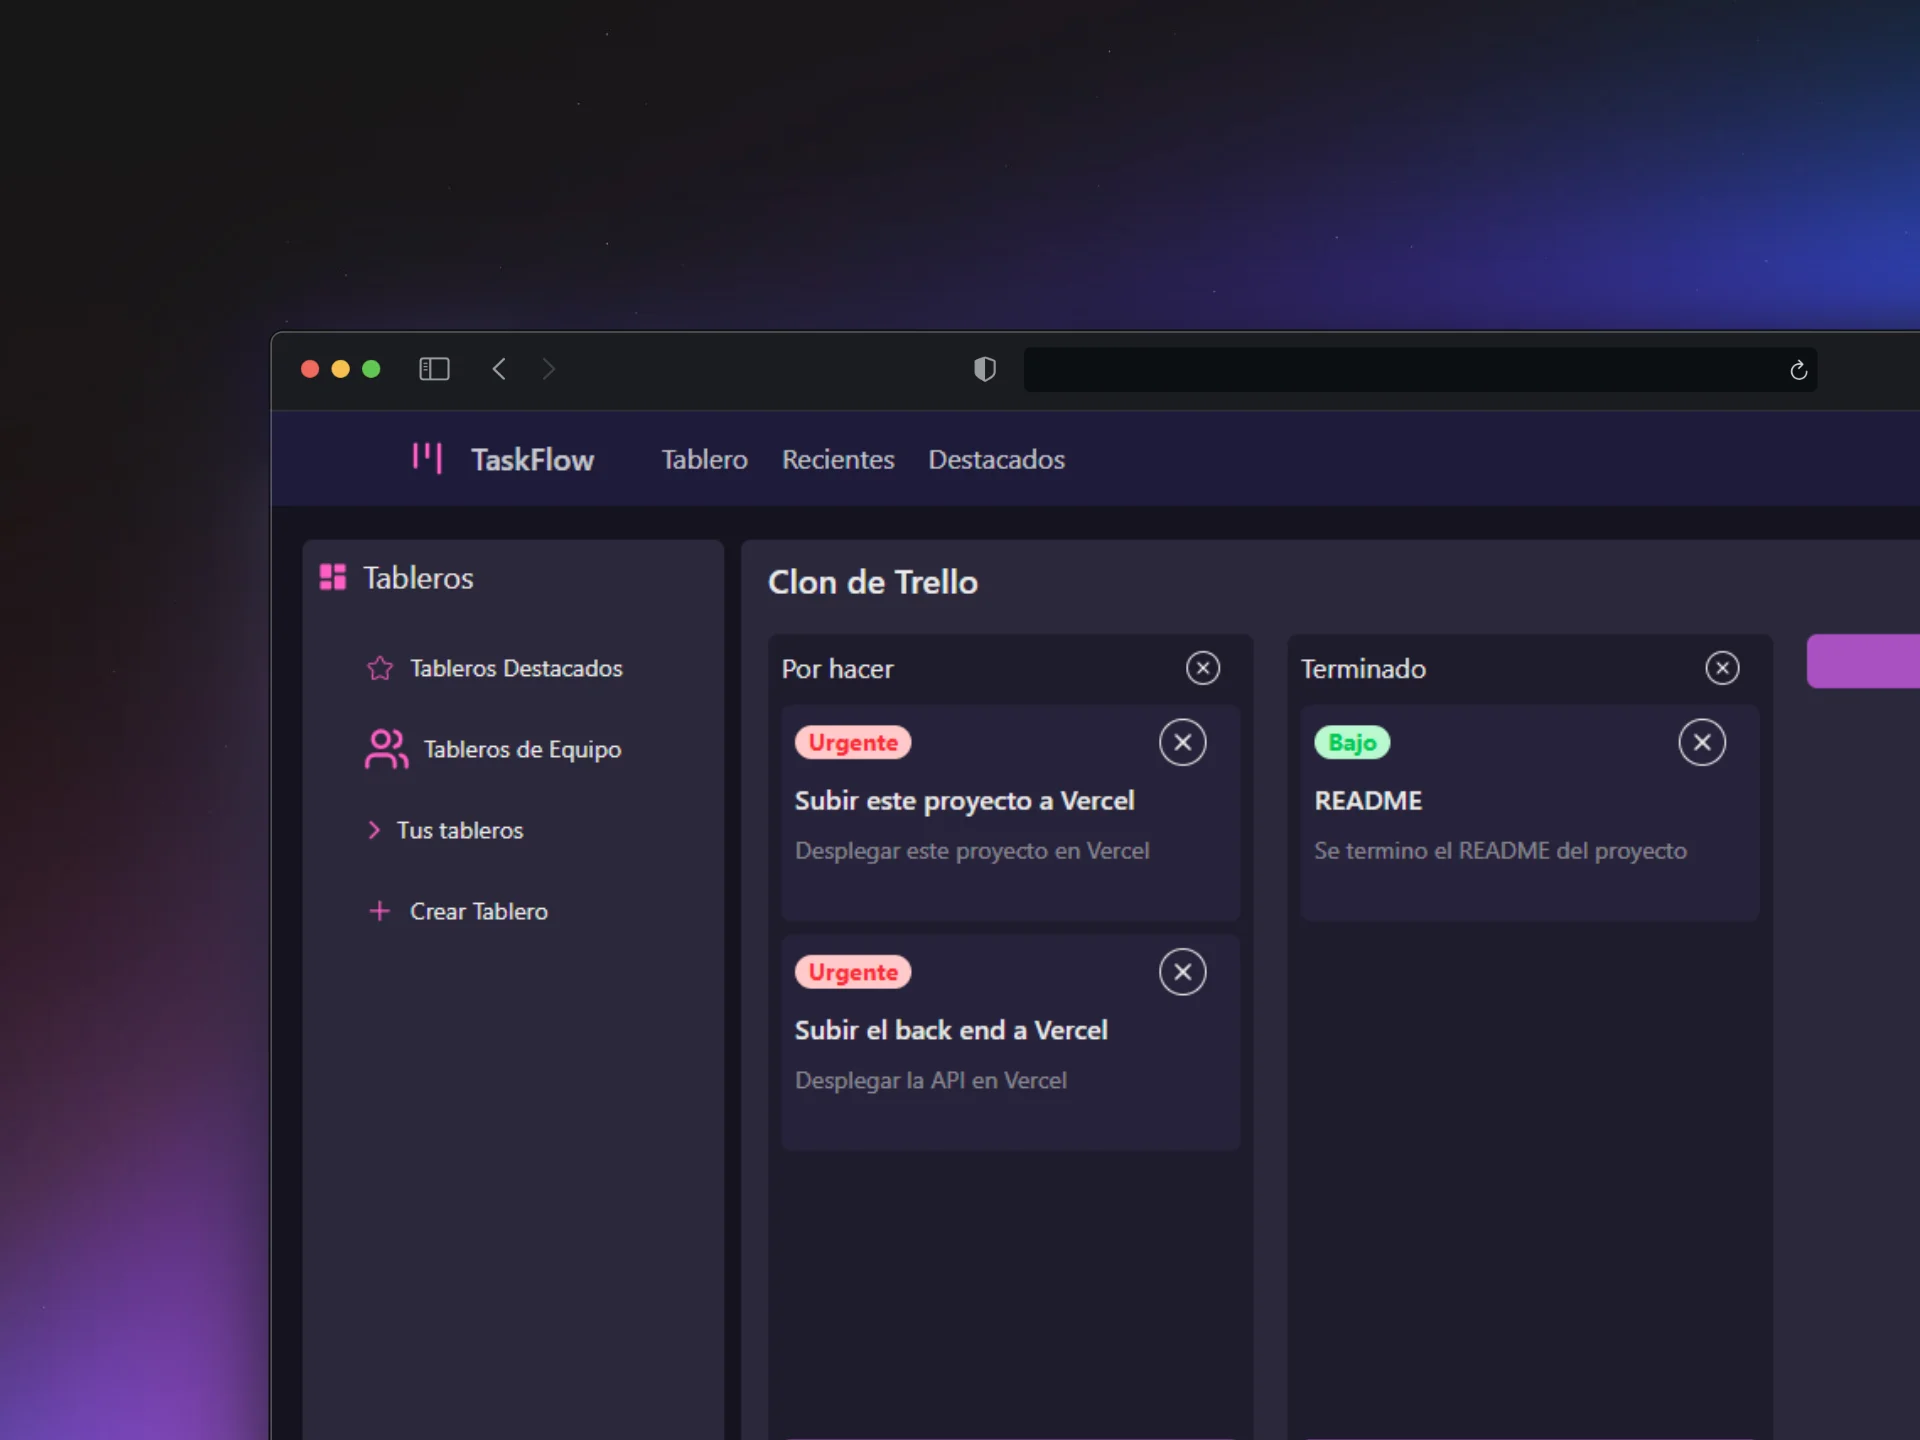 TaskFlow Tablero Recientes Destacados
Tableros
Tableros Destacados
Tableros de Equipo
Tus tableros
Crear Tablero
Clon de Trello
Por hacer
Urgente
Subir este proyecto a Vercel
Desplegar este proyecto en Vercel
Urgente
Subir el back end a Vercel
Desplegar la API en Vercel
Terminado
Bajo
README
Se termino el README del proyecto